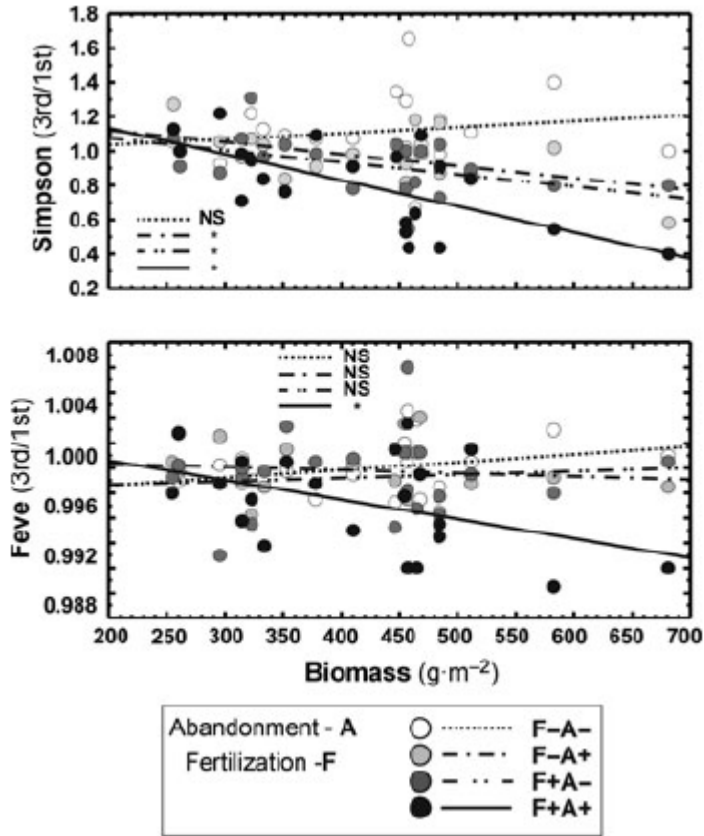 1.8
1.6
1.4
1.2
1.0
0.8
0.6
0.4
0.2
Simpson (3rd/1st)
NS
*
*
*
1.008
1.004
1.000
0.996
0.992
0.988
Feve (3rd/1st)
NS
NS
NS
*
200 250 300 350 400 450 500 550 600 650 700
Biomass (g·m−2)
Abandonment - A
Fertilization -F
F−A−
F−A+
F+A−
F+A+